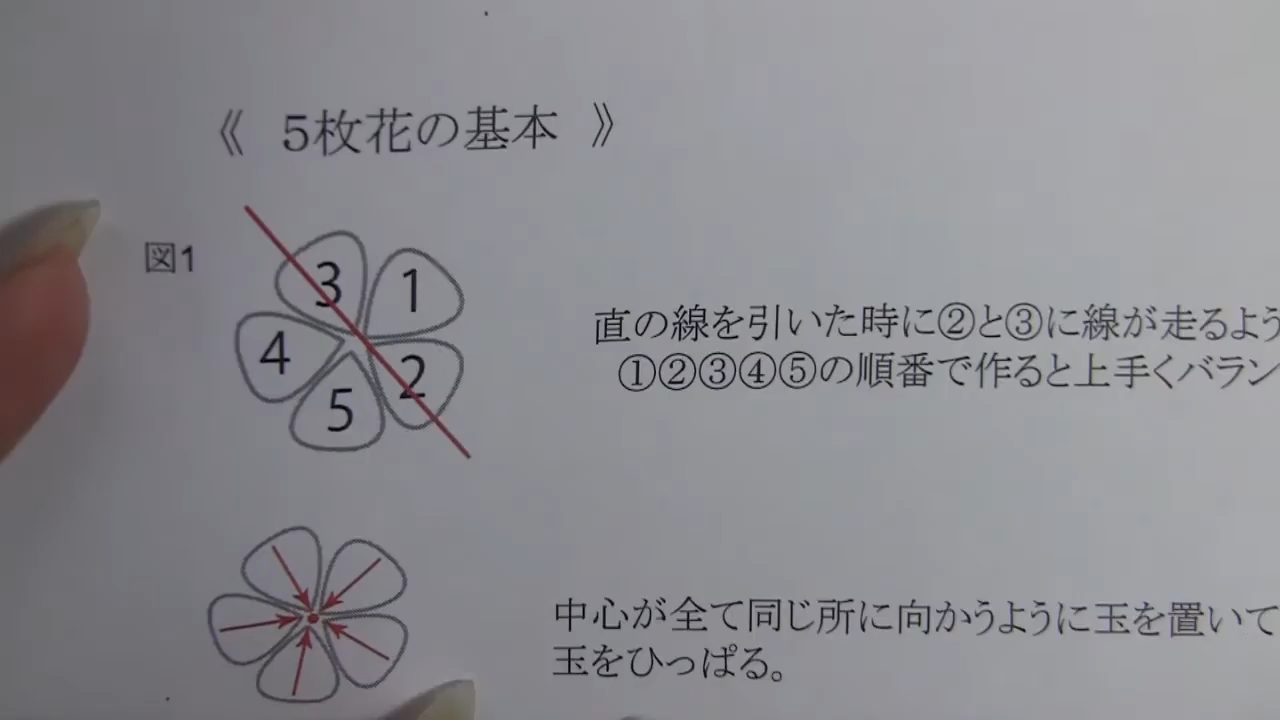 《 5枚花の基本 》
図1
3 1
4 2
5
直の線を引いた時に②と③に線が走るよう
①②③④⑤の順番で作ると上手くバラン
中心が全て同じ所に向かうように玉を置いて
玉をひっぱる。